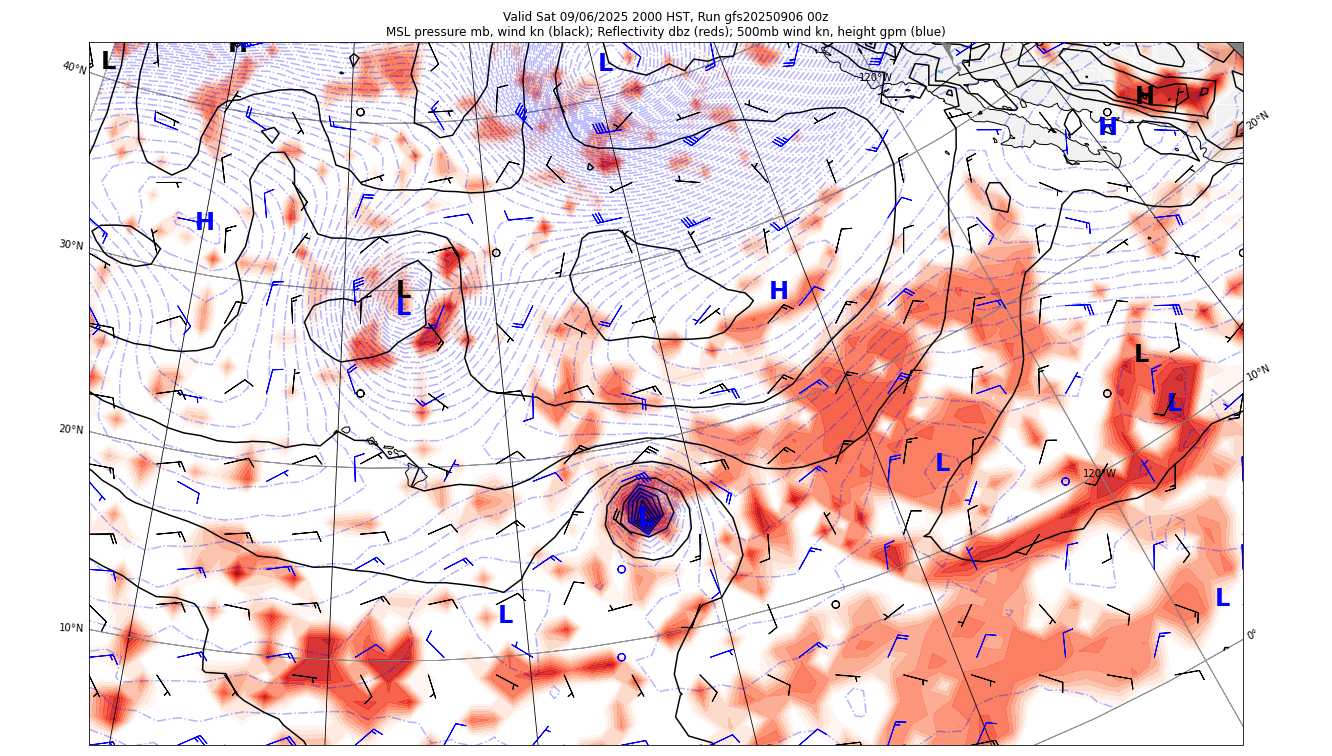 Valid Sat 09/06/2025 2000 HST, Run gfs20250906 00z
MSL pressure mb, wind kn (black); Reflectivity dbz (reds); 500mb wind kn, height gpm (blue)
H
L
L
40°N
120°W
H
H
20°N
H
30°N
L
L
H
L
10°N
L
20°N
L
120°W
L
L
L
10°N
0°